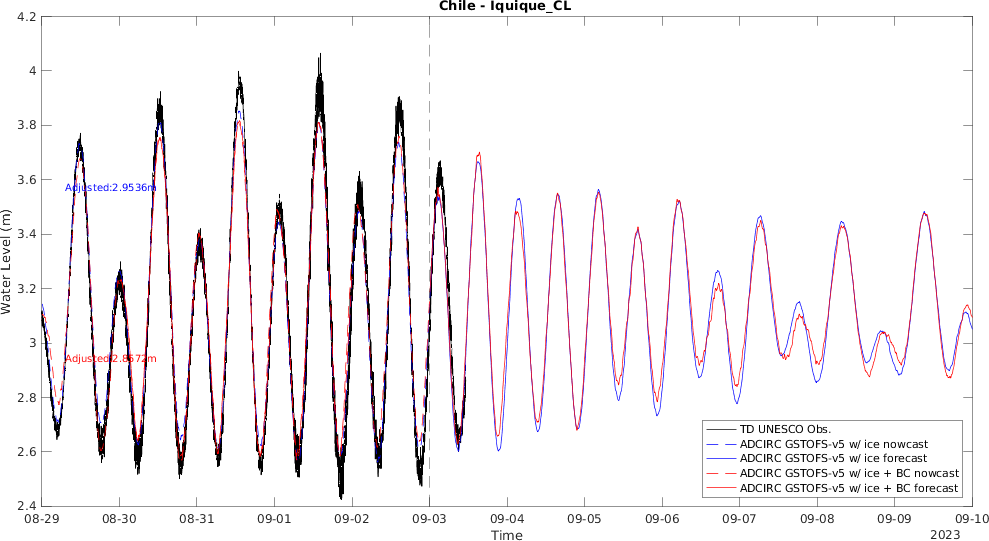 Chile - Iquique_CL
4.2
4
3.8
3.6
3.4
3.2
3
2.8
2.6
2.4
Water Level (m)
Adjusted:2.9536m
Adjusted:2.8572m
TD UNESCO Obs.
ADCIRC GSTOFS-v5 w/ ice nowcast
ADCIRC GSTOFS-v5 w/ ice forecast
ADCIRC GSTOFS-v5 w/ ice + BC nowcast
ADCIRC GSTOFS-v5 w/ ice + BC forecast
08-29 08-30 08-31 09-01 09-02 09-03 09-04 09-05 09-06 09-07 09-08 09-09 09-10
Time
2023